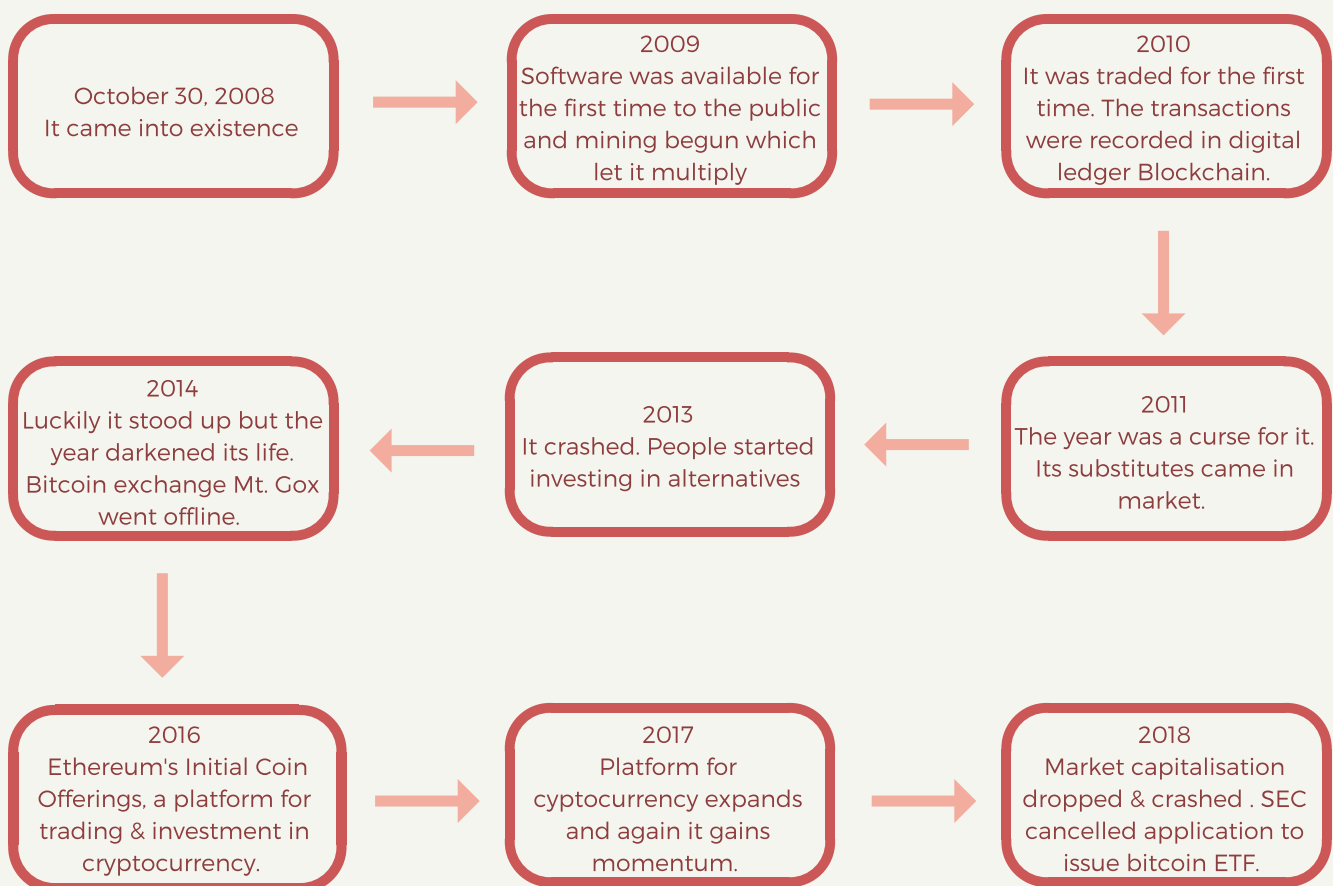 October 30, 2008
It came into existence
2009
Software was available for
the first time to the public
and mining begun which
let it multiply
2010
It was traded for the first
time. The transactions
were recorded in digital
ledger Blockchain.
2011
The year was a curse for it.
Its substitutes came in
market.
2013
It crashed. People started
investing in alternatives
2014
Luckily it stood up but the
year darkened its life.
Bitcoin exchange Mt. Gox
went offline.
2016
Ethereum's Initial Coin
Offerings, a platform for
trading & investment in
cryptocurrency.
2017
Platform for
cyptocurrency expands
and again it gains
momentum.
2018
Market capitalisation
dropped & crashed . SEC
cancelled application to
issue bitcoin ETF.